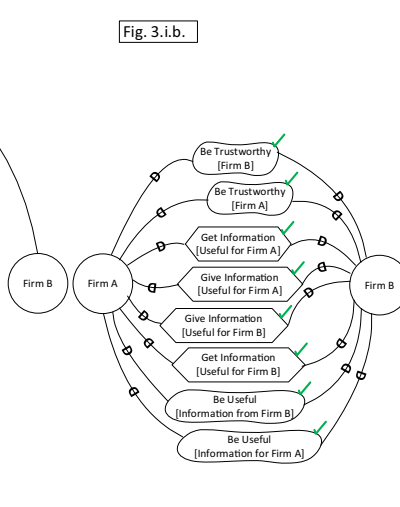 Fig. 3.i.b.
Be Trustworthy
[Firm B]
Be Trustworthy
[Firm A]
Get Information
[Useful for Firm A]
Give Information
[Useful for Firm A]
Firm B
Firm A
Firm B
Give Information
[Useful for Firm B]
Get Information
[Useful for Firm B]
Be Useful
[Information from Firm B]
Be Useful
[Information for Firm A]